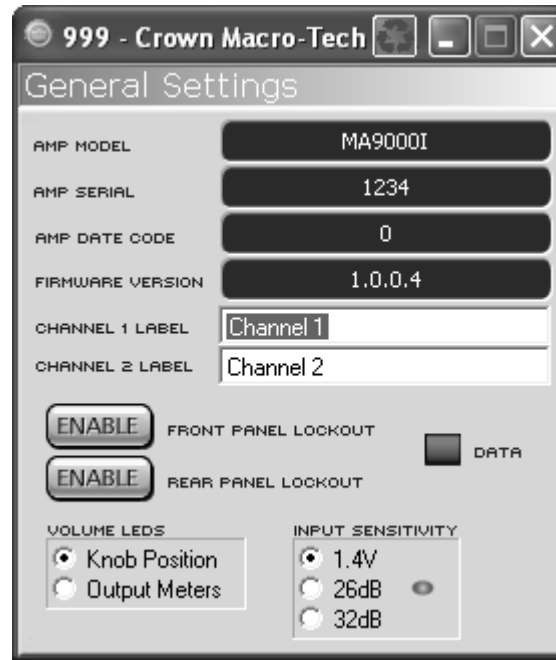 999 - Crown Macro-Tech
General Settings
AMP MODEL MA9000I
AMP SERIAL 1234
AMP DATE CODE 0
FIRMWARE VERSION 1.0.0.4
CHANNEL 1 LABEL Channel 1
CHANNEL 2 LABEL Channel 2
ENABLE FRONT PANEL LOCKOUT
DATA
ENABLE REAR PANEL LOCKOUT
VOLUME LEDS
Knob Position
Output Meters
INPUT SENSITIVITY
1.4V
26dB
32dB